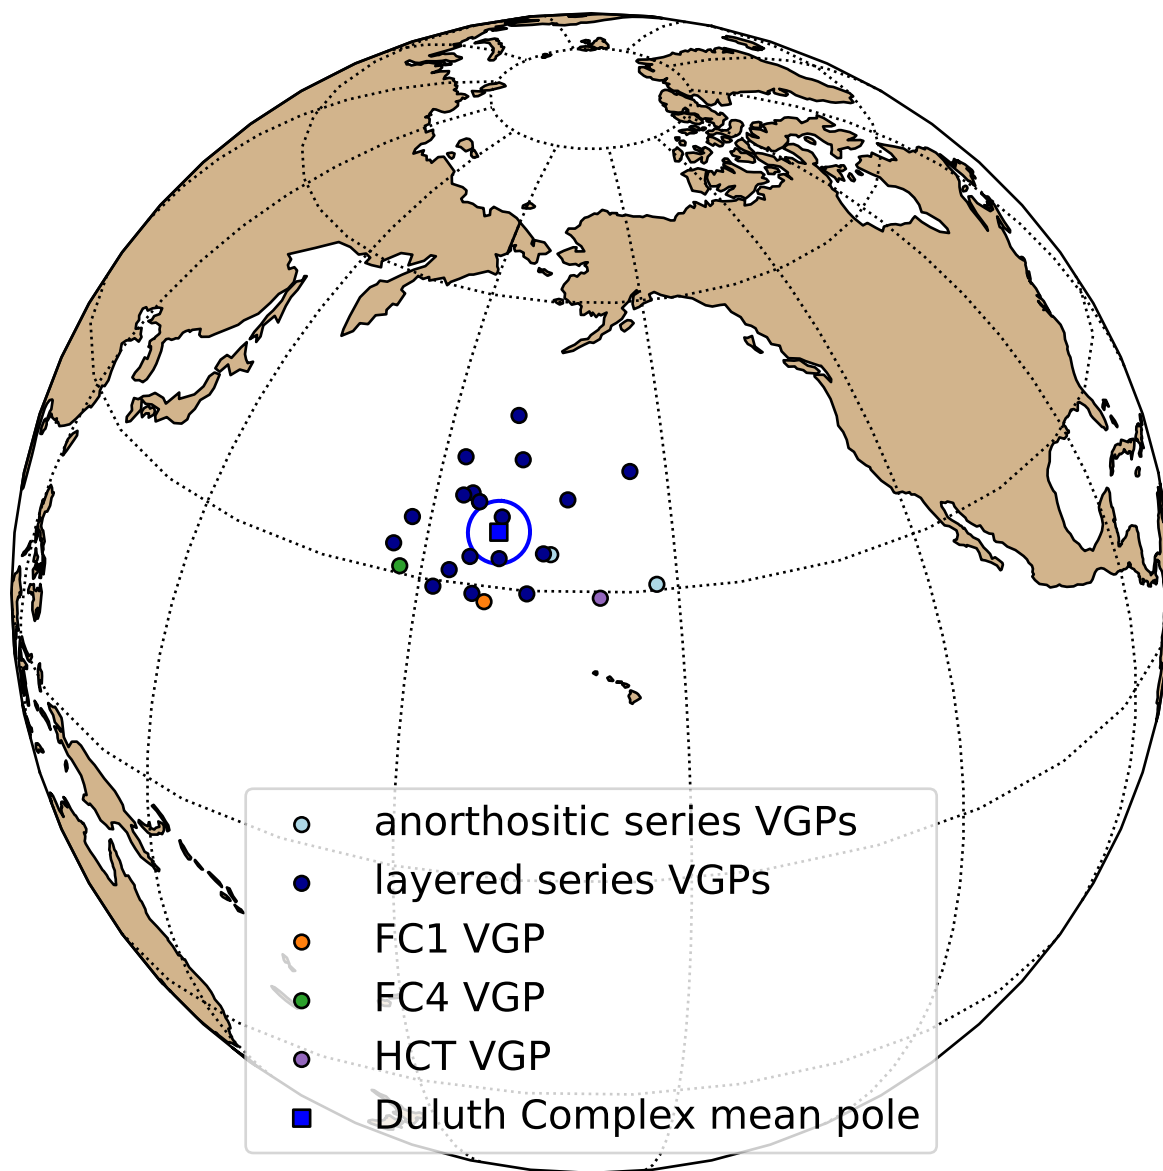 anorthositic series VGPs
layered series VGPs
FC1 VGP
FC4 VGP
HCT VGP
Duluth Complex mean pole